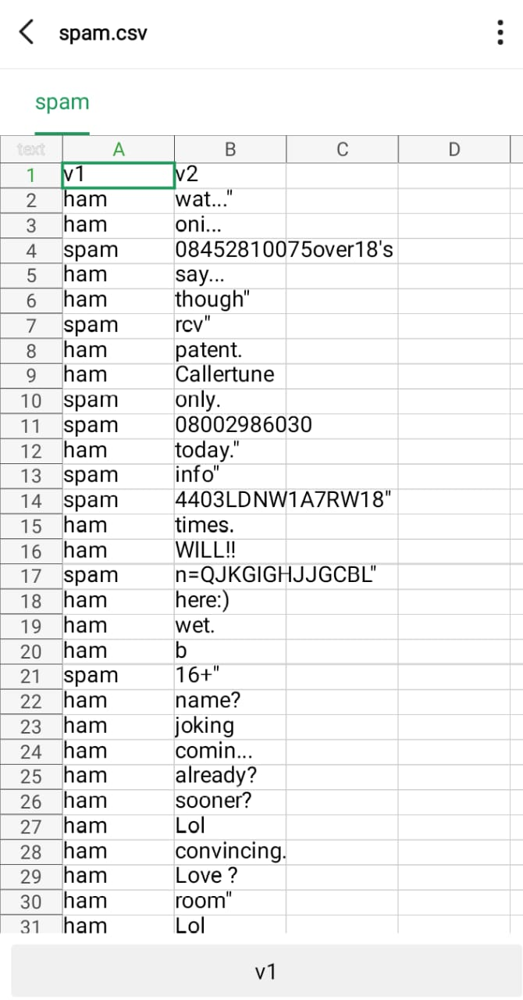 spam.csv
spam
text A B C D
1 v1 v2
2 ham wat..."
3 ham oni...
4 spam 08452810075over18's
5 ham say...
6 ham though"
7 spam rcv"
8 ham patent.
9 ham Callertune
10 spam only.
11 spam 08002986030
12 ham today."
13 spam info"
14 spam 4403LDNW1A7RW18"
15 ham times.
16 ham WILL!!
17 spam n=QJKGIGHJJGCBL"
18 ham here:)
19 ham wet.
20 ham b
21 spam 16+"
22 ham name?
23 ham joking
24 ham comin...
25 ham already?
26 ham sooner?
27 ham Lol
28 ham convincing.
29 ham Love ?
30 ham room"
31 ham Lol
v1